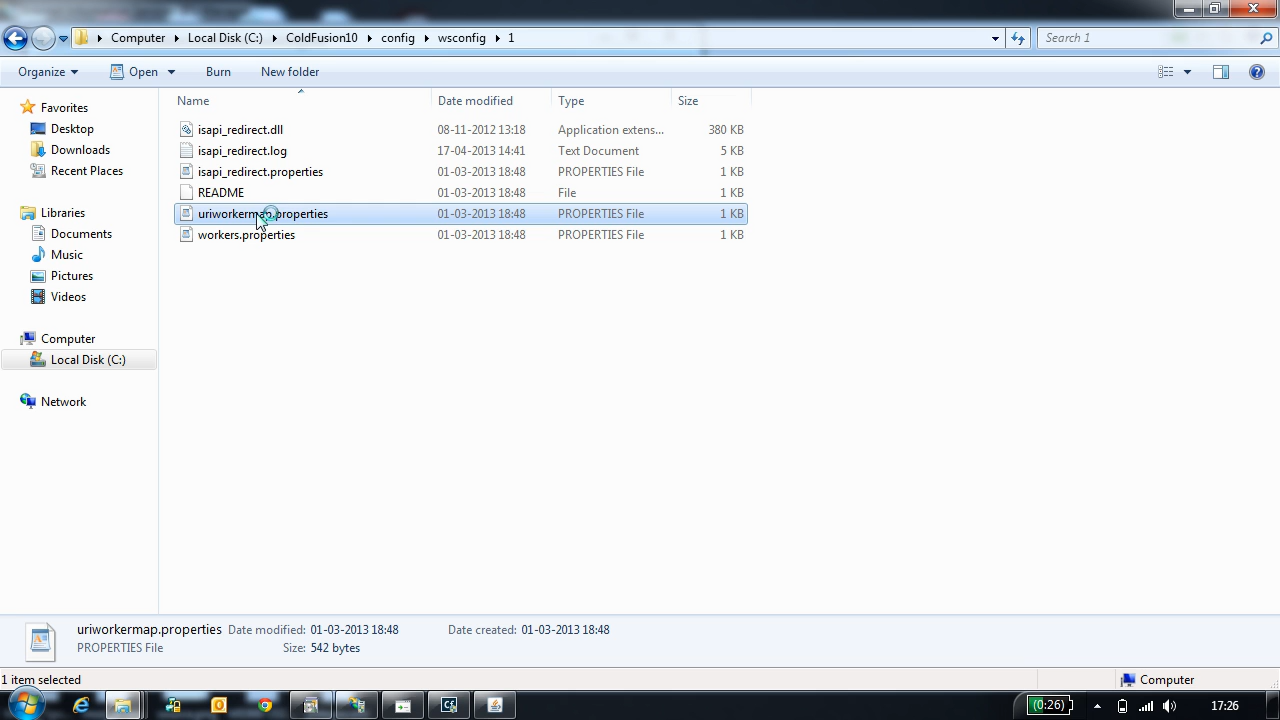 Computer Local Disk (C:) ColdFusion10 config wsconfig 1 Search 1
Organize Open Burn New folder
Name Date modified Type Size
Favorites
Desktop
Downloads
Recent Places
Libraries
Documents
Music
Pictures
Videos
Computer
Local Disk (C:)
Network
isapi_redirect.dll 08-11-2012 13:18 Application extens... 380 KB
isapi_redirect.log 17-04-2013 14:41 Text Document 5 KB
isapi_redirect.properties 01-03-2013 18:48 PROPERTIES File 1 KB
README 01-03-2013 18:48 File 1 KB
uriworkermap.properties 01-03-2013 18:48 PROPERTIES File 1 KB
workers.properties 01-03-2013 18:48 PROPERTIES File 1 KB
uriworkermap.properties Date modified: 01-03-2013 18:48 Date created: 01-03-2013 18:48
PROPERTIES File Size: 542 bytes
1 item selected Computer
(0:26) 17:26